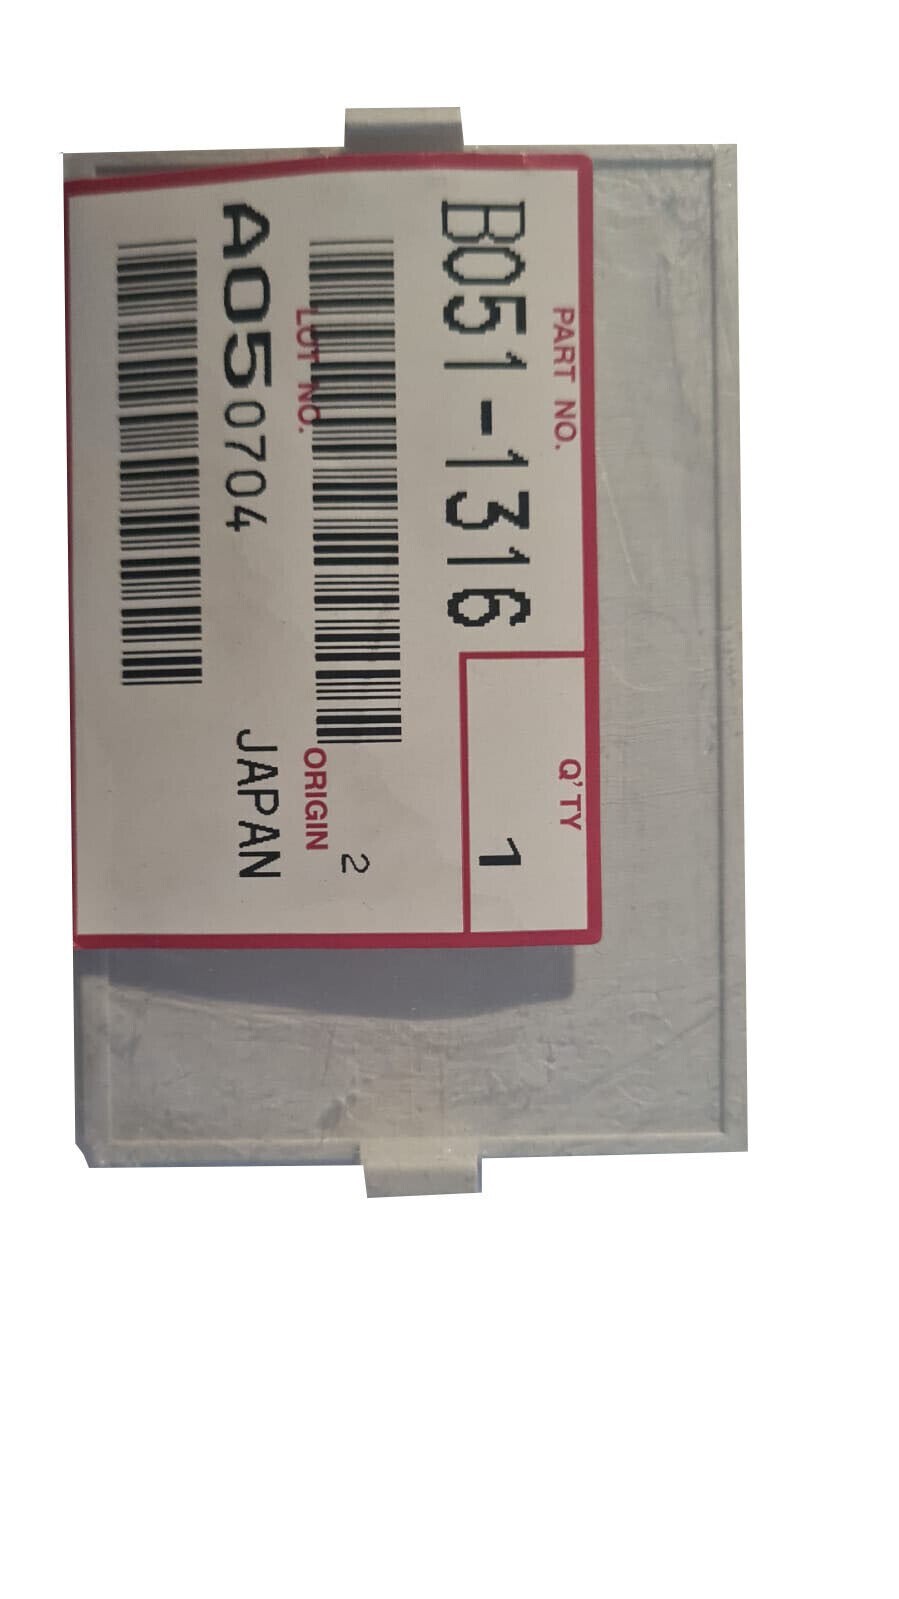 PART NO.
Q'TY
B051-1316
1
2
LOT NO.
ORIGIN
A050704
JAPAN